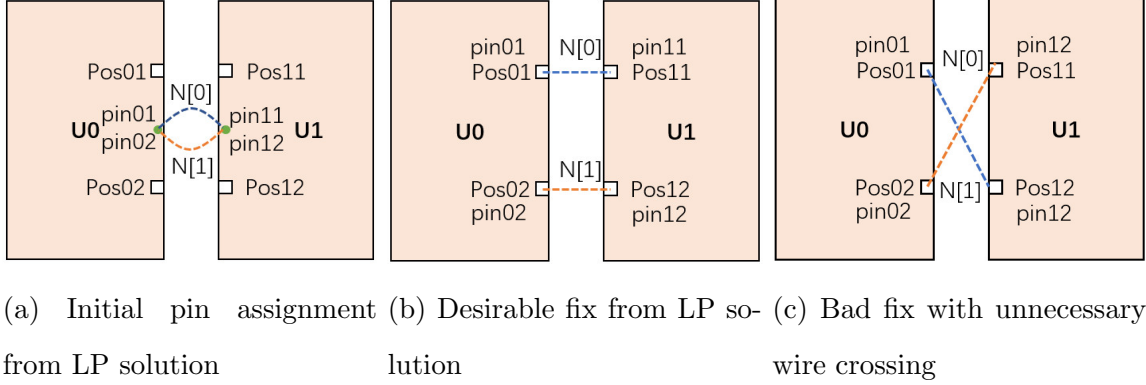 Pos01
Pos11
N[0]
pin01
pin11
U0
U1
pin02
pin12
N[1]
Pos02
Pos12
pin01
N[0]
pin11
Pos01
Pos11
U0
U1
N[1]
Pos02
Pos12
pin02
pin12
pin01
N[0]
pin12
Pos01
Pos11
U0
U1
Pos02
N[1]
Pos12
pin02
pin12
(a) Initial pin assignment
from LP solution
(b) Desirable fix from LP so-
lution
(c) Bad fix with unnecessary
wire crossing